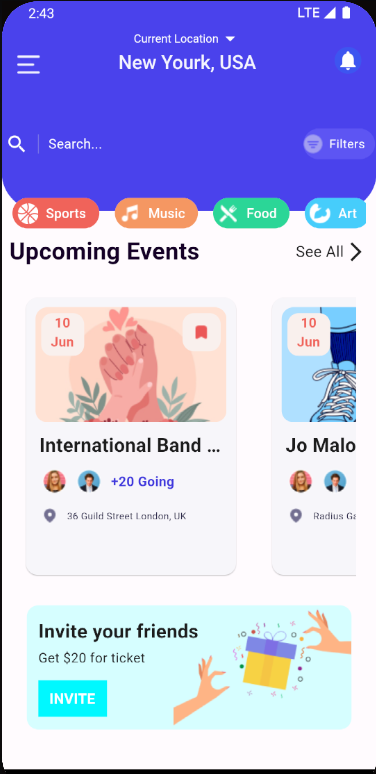 2:43 LTE
Current Location
New Yourk, USA
Search...
Filters
Sports Music Food Art
Upcoming Events
See All
10
Jun
10
Jun
International Band ...
Jo Malo
+20 Going
36 Guild Street London, UK
Radius Ga
Invite your friends
Get $20 for ticket
INVITE